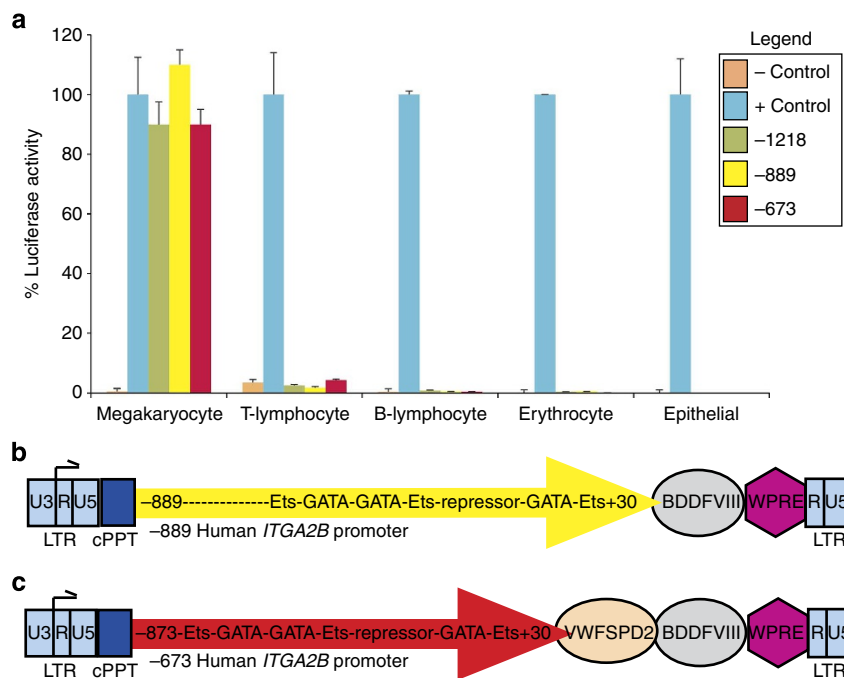 a
120
100
80
60
40
20
0
% Luciferase activity
Megakaryocyte T-lymphocyte B-lymphocyte Erythrocyte Epithelial
Legend
– Control
+ Control
–1218
–889
–673
b
U3 R U5 –889-------------Ets-GATA-GATA-Ets-repressor-GATA-Ets+30 BDDFVIII WPRE R U5
LTR cPPT –889 Human ITGA2B promoter LTR
c
U3 R U5 –873-Ets-GATA-GATA-Ets-repressor-GATA-Ets+30 VWFSPD2 BDDFVIII WPRE R U5
LTR cPPT –673 Human ITGA2B promoter LTR